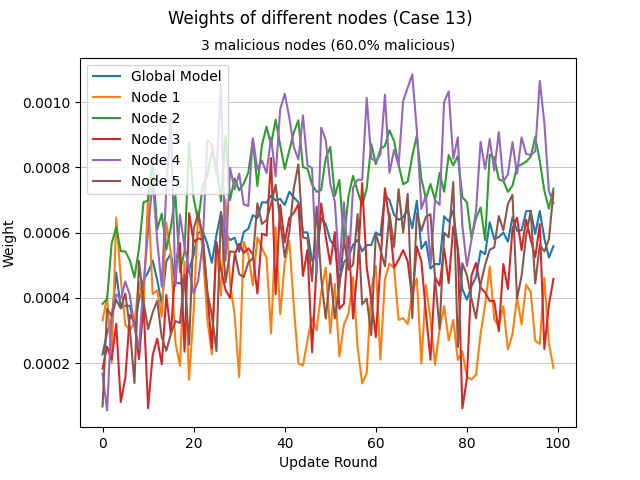 Weights of different nodes (Case 13)
3 malicious nodes (60.0% malicious)
Global Model
Node 1
Node 2
Node 3
Node 4
Node 5
0.0010
0.0008
0.0006
0.0004
0.0002
Weight
0 20 40 60 80 100
Update Round